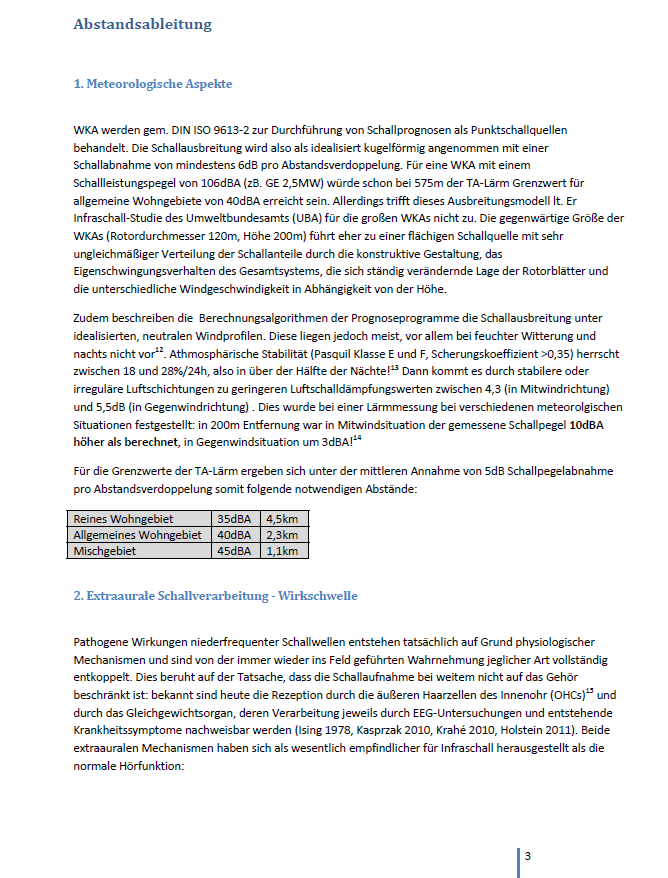 Abstandsableitung
1. Meteorologische Aspekte
WKA werden gem. DIN ISO 9613-2 zur Durchführung von Schallprognosen als Punktschallquellen
behandelt. Die Schallausbreitung wird also als idealisiert kugelförmig angenommen mit einer
Schallabnahme von mindestens 6dB pro Abstandsverdoppelung. Für eine WKA mit einem
Schallleistungspegel von 106dBA (zB. GE 2,5MW) würde schon bei 575m der TA-Lärm Grenzwert für
allgemeine Wohngebiete von 40dBA erreicht sein. Allerdings trifft dieses Ausbreitungsmodell lt. Er
Infraschall-Studie des Umweltbundesamts (UBA) für die großen WKAs nicht zu. Die gegenwärtige Größe der
WKAs (Rotordurchmesser 120m, Höhe 200m) führt eher zu einer flächigen Schallquelle mit sehr
ungleichmäßiger Verteilung der Schallanteile durch die konstruktive Gestaltung, das
Eigenschwingungsverhalten des Gesamtsystems, die sich ständig verändernde Lage der Rotorblätter und
die unterschiedliche Windgeschwindigkeit in Abhängigkeit von der Höhe.
Zudem beschreiben die Berechnungsalgorithmen der Prognoseprogramme die Schallausbreitung unter
idealisierten, neutralen Windprofilen. Diese liegen jedoch meist, vor allem bei feuchter Witterung und
nachts nicht vor¹². Athmosphärische Stabilität (Pasquil Klasse E und F, Scherungskoeffizient >0,35) herrscht
zwischen 18 und 28%/24h, also in über der Hälfte der Nächte!¹³ Dann kommt es durch stabilere oder
irreguläre Luftschichtungen zu geringeren Luftschalldämpfungswerten zwischen 4,3 (in Mitwindrichtung)
und 5,5dB (in Gegenwindrichtung) . Dies wurde bei einer Lärmmessung bei verschiedenen meteorolgischen
Situationen festgestellt: in 200m Entfernung war in Mitwindsituation der gemessene Schallpegel 10dBA
höher als berechnet, in Gegenwindsituation um 3dBA!¹⁴
Für die Grenzwerte der TA-Lärm ergeben sich unter der mittleren Annahme von 5dB Schallpegelabnahme
pro Abstandsverdoppelung somit folgende notwendigen Abstände:
Reines Wohngebiet 35dBA 4,5km
Allgemeines Wohngebiet 40dBA 2,3km
Mischgebiet 45dBA 1,1km
2. Extraaurale Schallverarbeitung - Wirkschwelle
Pathogene Wirkungen niederfrequenter Schallwellen entstehen tatsächlich auf Grund physiologischer
Mechanismen und sind von der immer wieder ins Feld geführten Wahrnehmung jeglicher Art vollständig
entkoppelt. Dies beruht auf der Tatsache, dass die Schallaufnahme bei weitem nicht auf das Gehör
beschränkt ist: bekannt sind heute die Rezeption durch die äußeren Haarzellen des Innenohr (OHCs)¹⁵ und
durch das Gleichgewichtsorgan, deren Verarbeitung jeweils durch EEG-Untersuchungen und entstehende
Krankheitssymptome nachweisbar werden (Ising 1978, Kasprzak 2010, Krahé 2010, Holstein 2011). Beide
extraauralen Mechanismen haben sich als wesentlich empfindlicher für Infraschall herausgestellt als die
normale Hörfunktion:
3